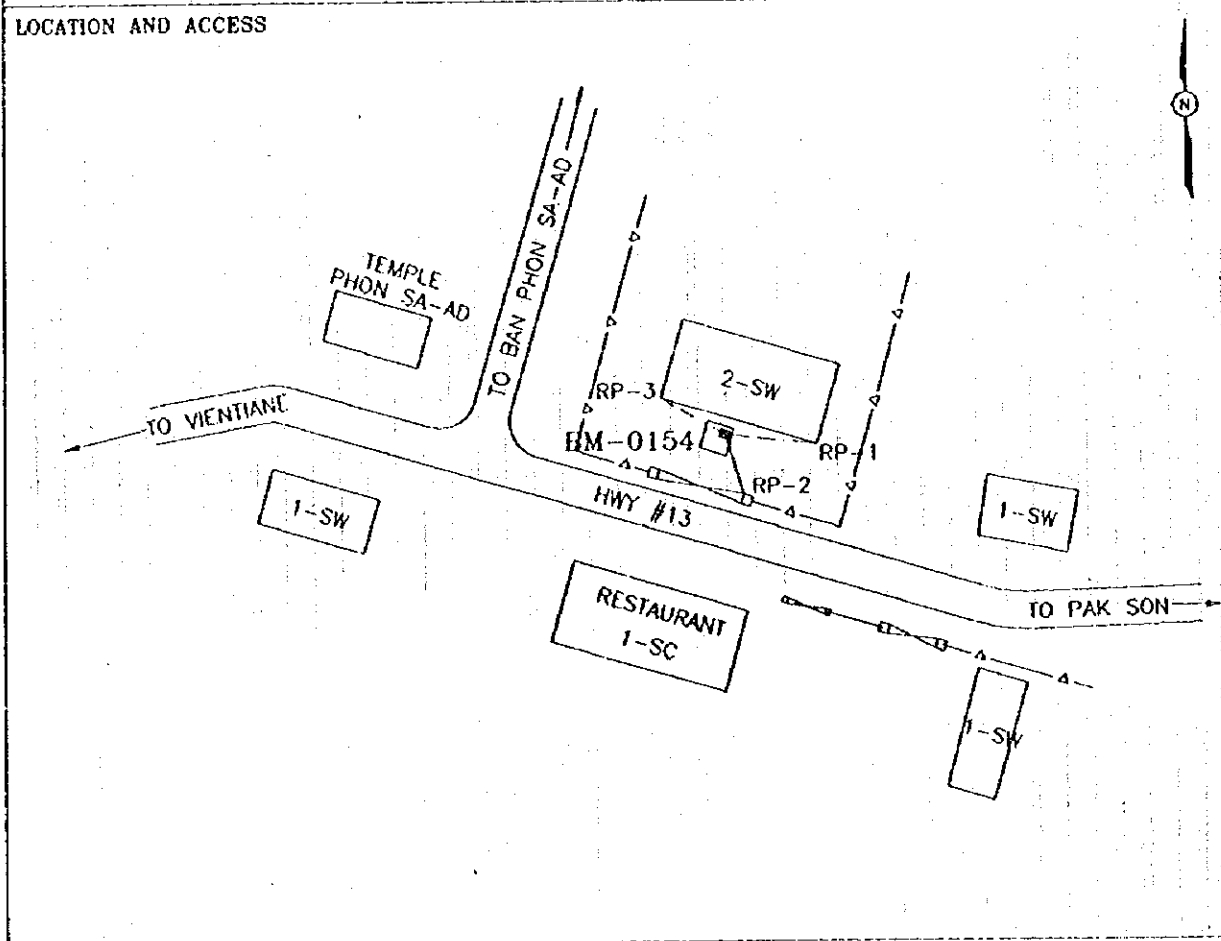 LOCATION AND ACCESS
N
TO BAN PHON SA-AD
TEMPLE
PHON SA-AD
2-SW
RP-3
TO VIENTIANE
BM-0154
RP-1
RP-2
1-SW
HWY #13
1-SW
RESTAURANT
1-SC
TO PAK SON
1-SW